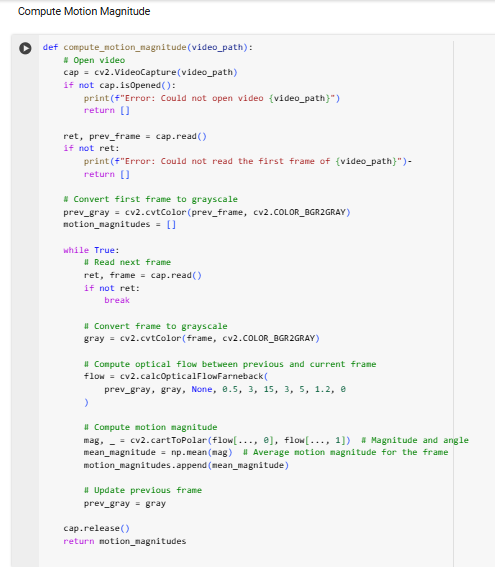 Compute Motion Magnitude
def compute_motion_magnitude(video_path):
    # Open video
    cap = cv2.VideoCapture(video_path)
    if not cap.isOpened():
        print(f"Error: Could not open video {video_path}")
        return []

    ret, prev_frame = cap.read()
    if not ret:
        print(f"Error: Could not read the first frame of {video_path}")-
        return []

    # Convert first frame to grayscale
    prev_gray = cv2.cvtColor(prev_frame, cv2.COLOR_BGR2GRAY)
    motion_magnitudes = []

    while True:
        # Read next frame
        ret, frame = cap.read()
        if not ret:
            break

        # Convert frame to grayscale
        gray = cv2.cvtColor(frame, cv2.COLOR_BGR2GRAY)

        # Compute optical flow between previous and current frame
        flow = cv2.calcOpticalFlowFarneback(
            prev_gray, gray, None, 0.5, 3, 15, 3, 5, 1.2, 0
        )

        # Compute motion magnitude
        mag, _ = cv2.cartToPolar(flow[..., 0], flow[..., 1])  # Magnitude and angle
        mean_magnitude = np.mean(mag)  # Average motion magnitude for the frame
        motion_magnitudes.append(mean_magnitude)

        # Update previous frame
        prev_gray = gray

    cap.release()
    return motion_magnitudes